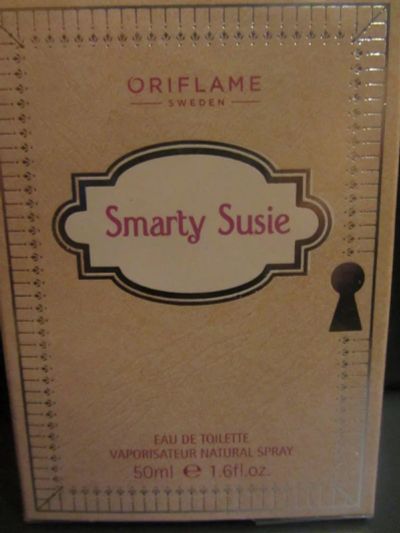 ORIFLAME
SWEDEN
Smarty Susie
EAU DE TOILETTE
VAPORISATEUR NATURAL SPRAY
50ml ℮ 1.6fl.oz.